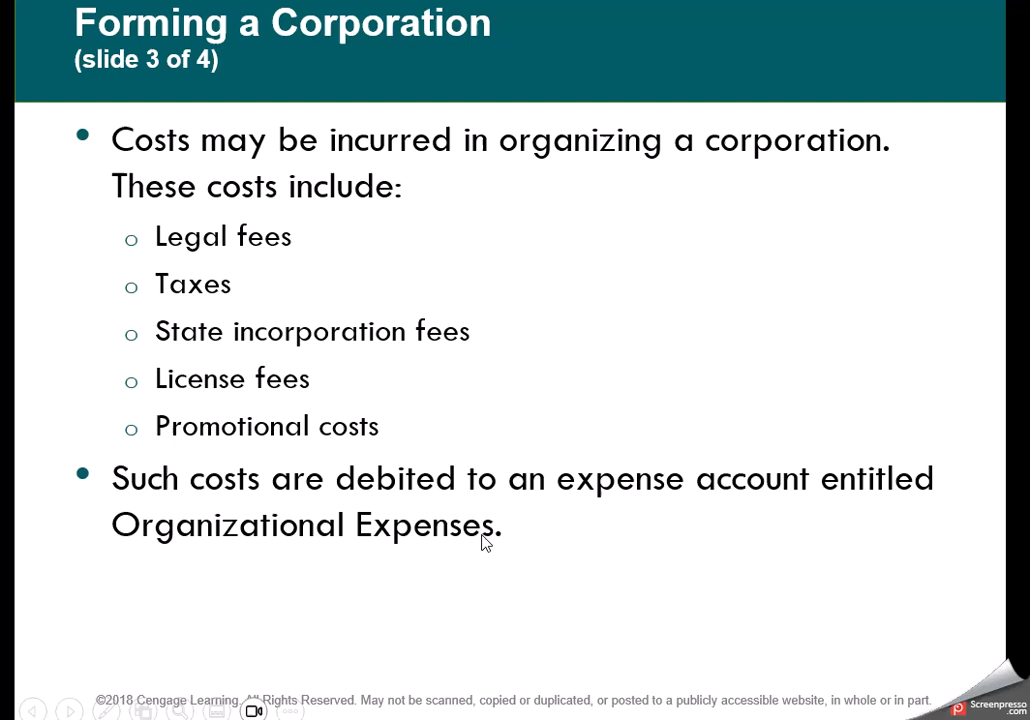 Forming a Corporation
(slide 3 of 4)
• Costs may be incurred in organizing a corporation.
These costs include:
o Legal fees
o Taxes
o State incorporation fees
o License fees
o Promotional costs
• Such costs are debited to an expense account entitled
Organizational Expenses.
©2018 Cengage Learning. All Rights Reserved. May not be scanned, copied or duplicated, or posted to a publicly accessible website, in whole or in part.
Screenpresso
.com